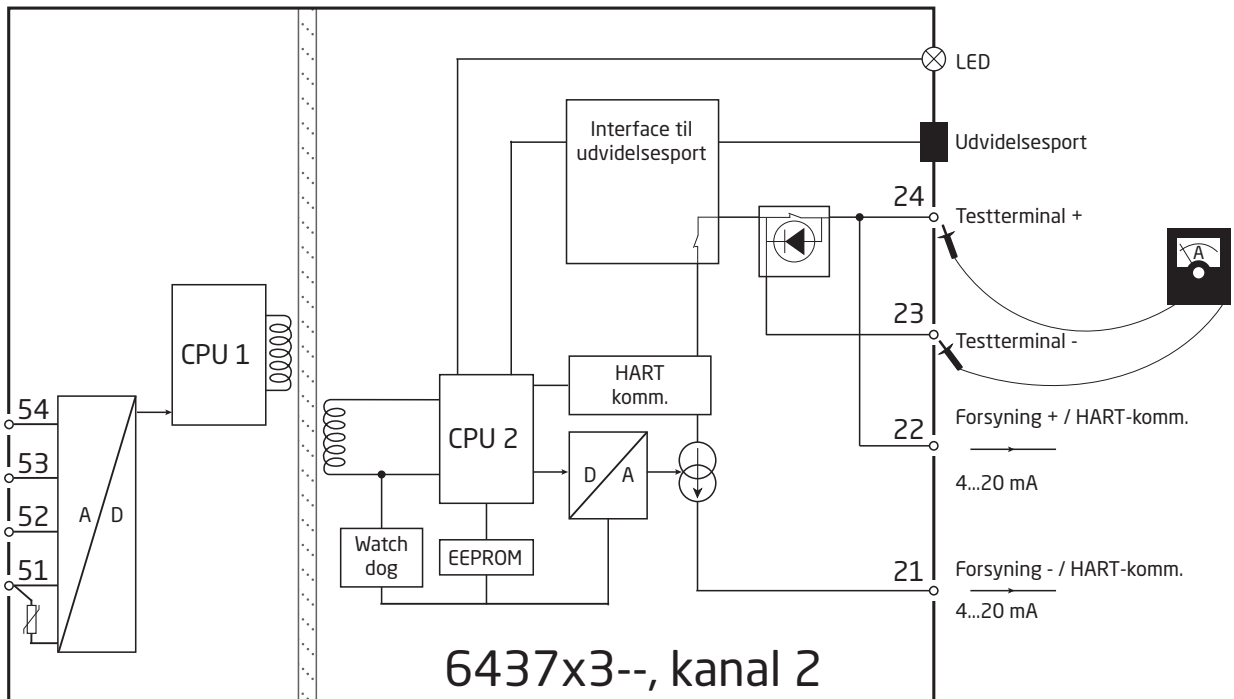 LED
Interface til
udvidelsesport
Udvidelsesport
24
Testterminal +
A
CPU 1
23
Testterminal -
HART
komm.
54
CPU 2
22
Forsyning + / HART-komm.
53
D
A
4...20 mA
52
A
D
Watch
dog
EEPROM
51
21
Forsyning - / HART-komm.
4...20 mA
6437x3--, kanal 2